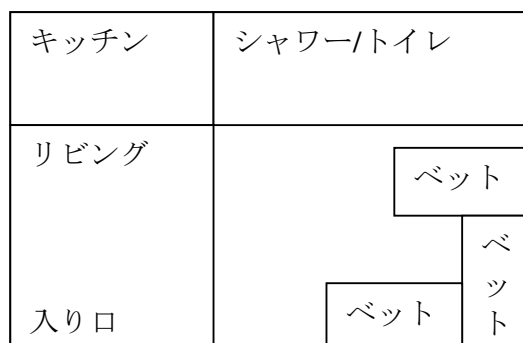 キッチン
シャワー/トイレ
リビング
ベット
ベット
入り口
ベット